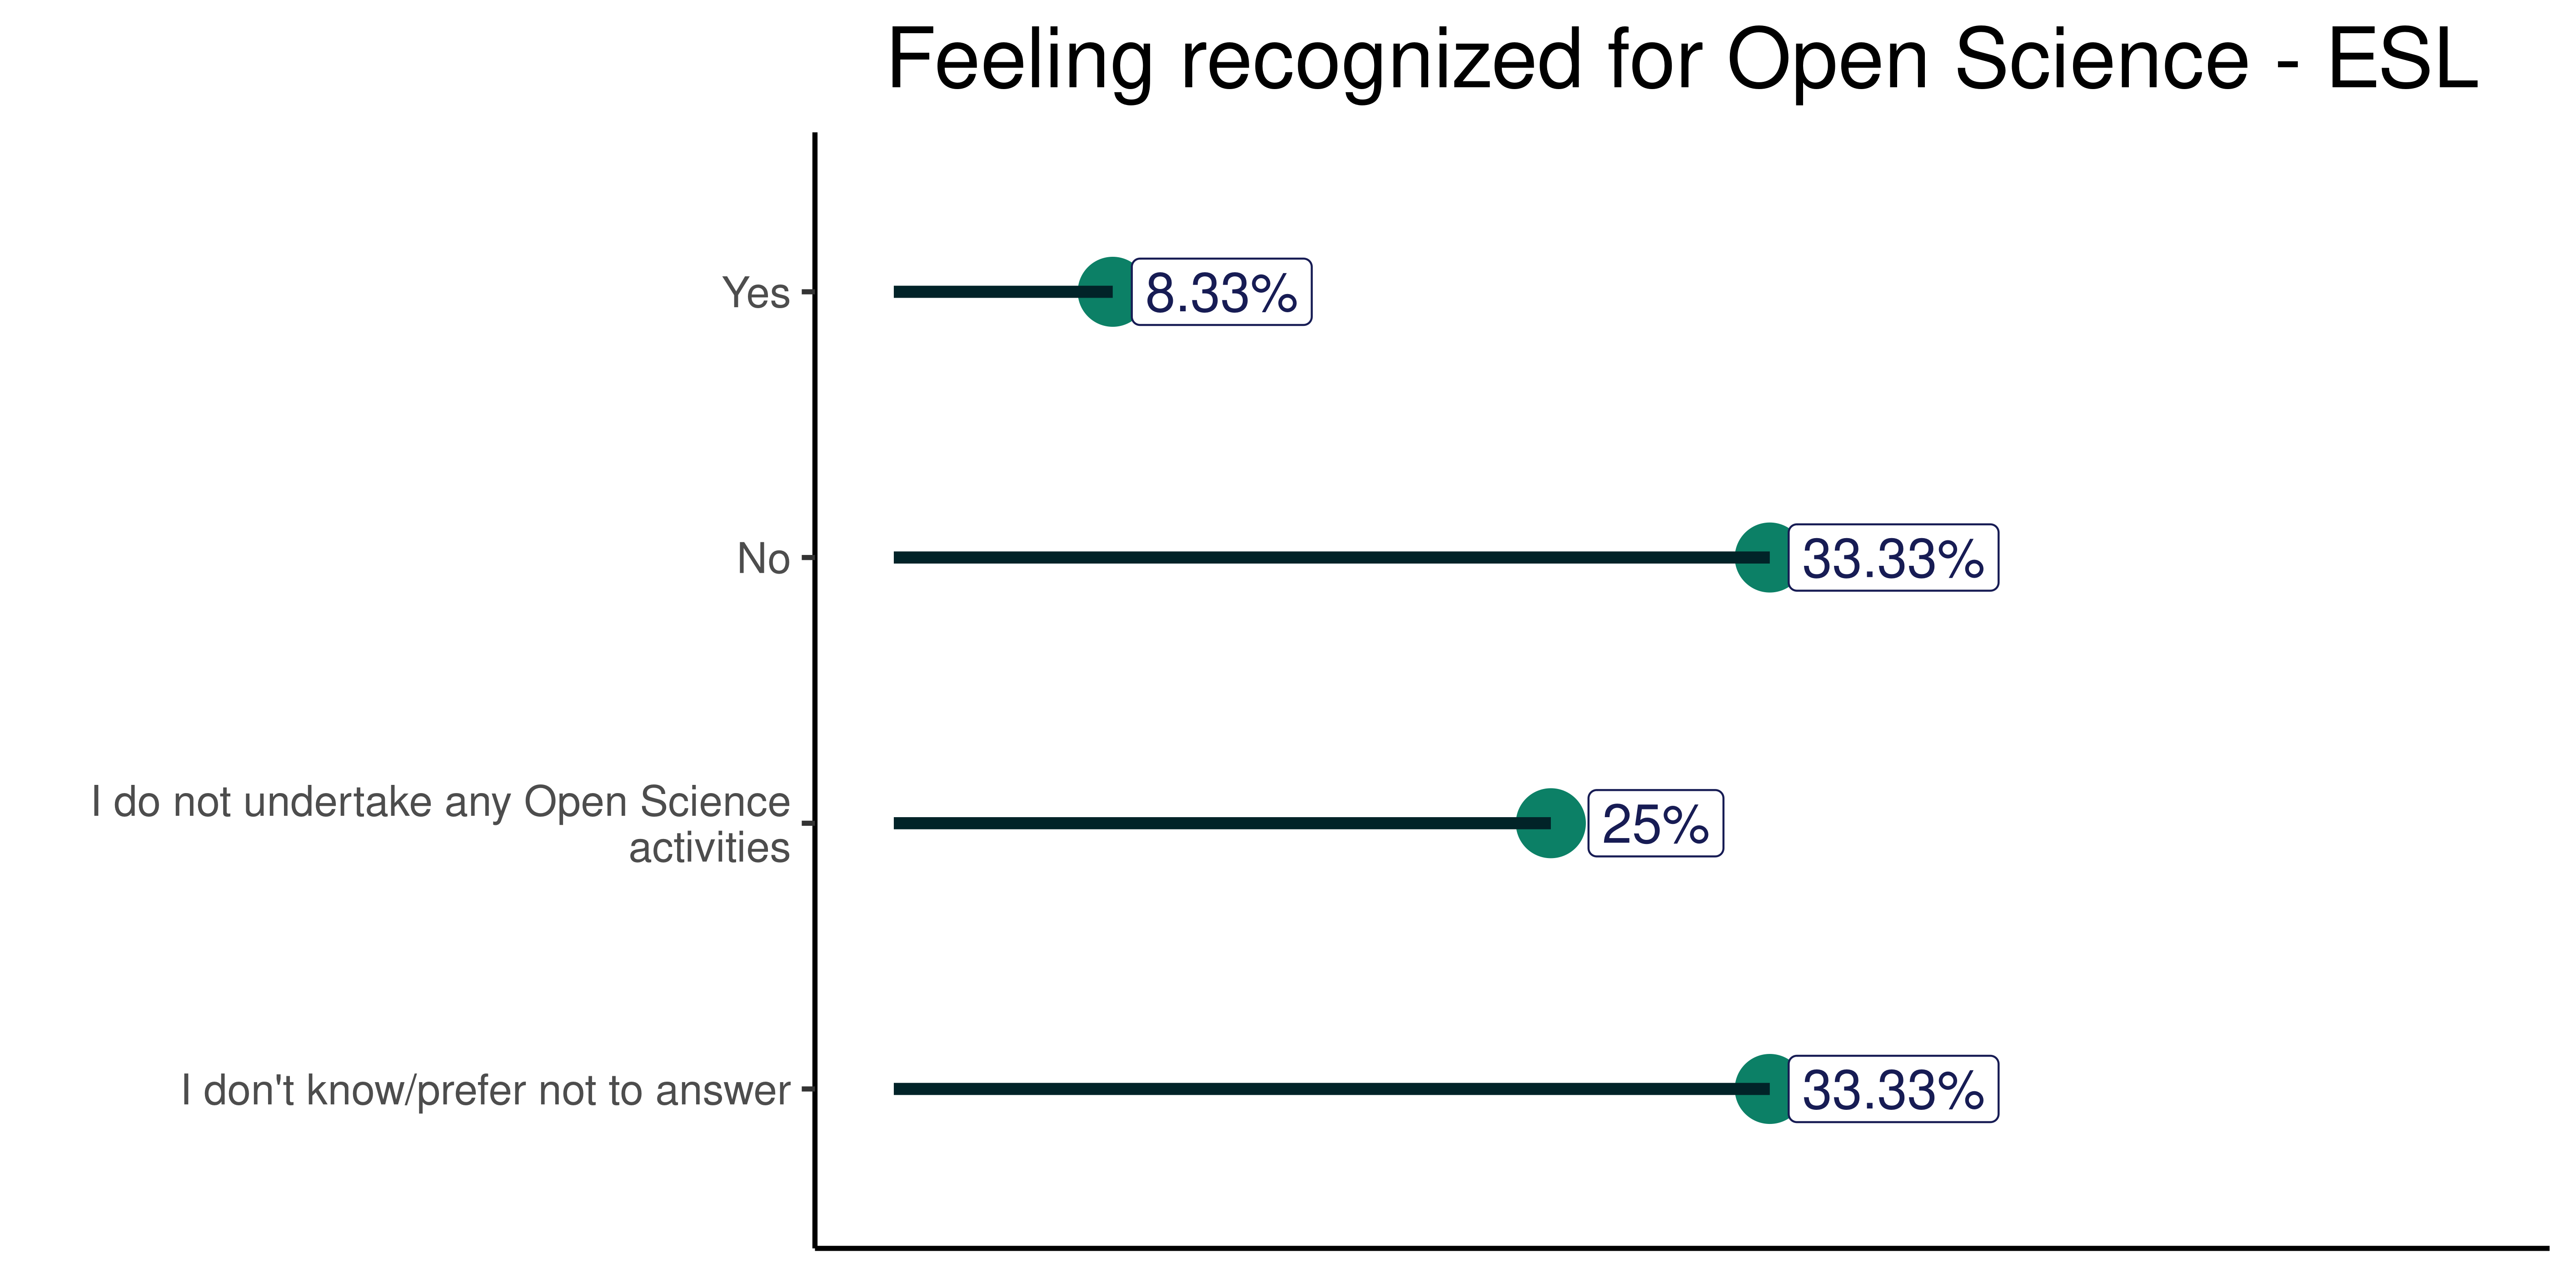 Feeling recognized for Open Science - ESL
Yes
8.33%
No
33.33%
I do not undertake any Open Science
activities
25%
I don't know/prefer not to answer
33.33%